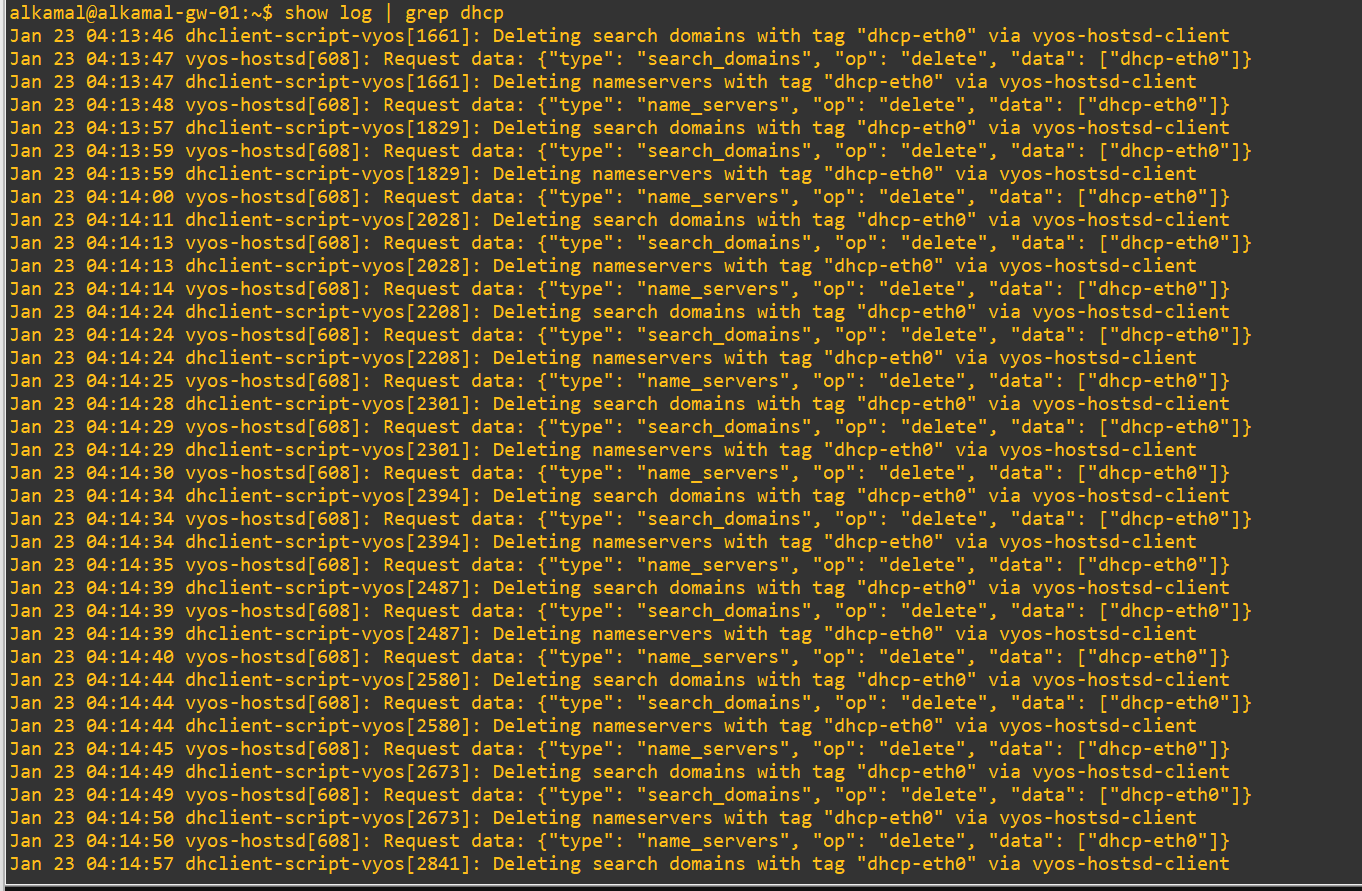 alkamal@alkamal-gw-01:~$ show log | grep dhcp
Jan 23 04:13:46 dhclient-script-vyos[1661]: Deleting search domains with tag "dhcp-eth0" via vyos-hostsd-client
Jan 23 04:13:47 vyos-hostsd[608]: Request data: {"type": "search_domains", "op": "delete", "data": ["dhcp-eth0"]}
Jan 23 04:13:47 dhclient-script-vyos[1661]: Deleting nameservers with tag "dhcp-eth0" via vyos-hostsd-client
Jan 23 04:13:48 vyos-hostsd[608]: Request data: {"type": "name_servers", "op": "delete", "data": ["dhcp-eth0"]}
Jan 23 04:13:57 dhclient-script-vyos[1829]: Deleting search domains with tag "dhcp-eth0" via vyos-hostsd-client
Jan 23 04:13:59 vyos-hostsd[608]: Request data: {"type": "search_domains", "op": "delete", "data": ["dhcp-eth0"]}
Jan 23 04:13:59 dhclient-script-vyos[1829]: Deleting nameservers with tag "dhcp-eth0" via vyos-hostsd-client
Jan 23 04:14:00 vyos-hostsd[608]: Request data: {"type": "name_servers", "op": "delete", "data": ["dhcp-eth0"]}
Jan 23 04:14:11 dhclient-script-vyos[2028]: Deleting search domains with tag "dhcp-eth0" via vyos-hostsd-client
Jan 23 04:14:13 vyos-hostsd[608]: Request data: {"type": "search_domains", "op": "delete", "data": ["dhcp-eth0"]}
Jan 23 04:14:13 dhclient-script-vyos[2028]: Deleting nameservers with tag "dhcp-eth0" via vyos-hostsd-client
Jan 23 04:14:14 vyos-hostsd[608]: Request data: {"type": "name_servers", "op": "delete", "data": ["dhcp-eth0"]}
Jan 23 04:14:24 dhclient-script-vyos[2208]: Deleting search domains with tag "dhcp-eth0" via vyos-hostsd-client
Jan 23 04:14:24 vyos-hostsd[608]: Request data: {"type": "search_domains", "op": "delete", "data": ["dhcp-eth0"]}
Jan 23 04:14:24 dhclient-script-vyos[2208]: Deleting nameservers with tag "dhcp-eth0" via vyos-hostsd-client
Jan 23 04:14:25 vyos-hostsd[608]: Request data: {"type": "name_servers", "op": "delete", "data": ["dhcp-eth0"]}
Jan 23 04:14:28 dhclient-script-vyos[2301]: Deleting search domains with tag "dhcp-eth0" via vyos-hostsd-client
Jan 23 04:14:29 vyos-hostsd[608]: Request data: {"type": "search_domains", "op": "delete", "data": ["dhcp-eth0"]}
Jan 23 04:14:29 dhclient-script-vyos[2301]: Deleting nameservers with tag "dhcp-eth0" via vyos-hostsd-client
Jan 23 04:14:30 vyos-hostsd[608]: Request data: {"type": "name_servers", "op": "delete", "data": ["dhcp-eth0"]}
Jan 23 04:14:34 dhclient-script-vyos[2394]: Deleting search domains with tag "dhcp-eth0" via vyos-hostsd-client
Jan 23 04:14:34 vyos-hostsd[608]: Request data: {"type": "search_domains", "op": "delete", "data": ["dhcp-eth0"]}
Jan 23 04:14:34 dhclient-script-vyos[2394]: Deleting nameservers with tag "dhcp-eth0" via vyos-hostsd-client
Jan 23 04:14:35 vyos-hostsd[608]: Request data: {"type": "name_servers", "op": "delete", "data": ["dhcp-eth0"]}
Jan 23 04:14:39 dhclient-script-vyos[2487]: Deleting search domains with tag "dhcp-eth0" via vyos-hostsd-client
Jan 23 04:14:39 vyos-hostsd[608]: Request data: {"type": "search_domains", "op": "delete", "data": ["dhcp-eth0"]}
Jan 23 04:14:39 dhclient-script-vyos[2487]: Deleting nameservers with tag "dhcp-eth0" via vyos-hostsd-client
Jan 23 04:14:40 vyos-hostsd[608]: Request data: {"type": "name_servers", "op": "delete", "data": ["dhcp-eth0"]}
Jan 23 04:14:44 dhclient-script-vyos[2580]: Deleting search domains with tag "dhcp-eth0" via vyos-hostsd-client
Jan 23 04:14:44 vyos-hostsd[608]: Request data: {"type": "search_domains", "op": "delete", "data": ["dhcp-eth0"]}
Jan 23 04:14:44 dhclient-script-vyos[2580]: Deleting nameservers with tag "dhcp-eth0" via vyos-hostsd-client
Jan 23 04:14:45 vyos-hostsd[608]: Request data: {"type": "name_servers", "op": "delete", "data": ["dhcp-eth0"]}
Jan 23 04:14:49 dhclient-script-vyos[2673]: Deleting search domains with tag "dhcp-eth0" via vyos-hostsd-client
Jan 23 04:14:49 vyos-hostsd[608]: Request data: {"type": "search_domains", "op": "delete", "data": ["dhcp-eth0"]}
Jan 23 04:14:50 dhclient-script-vyos[2673]: Deleting nameservers with tag "dhcp-eth0" via vyos-hostsd-client
Jan 23 04:14:50 vyos-hostsd[608]: Request data: {"type": "name_servers", "op": "delete", "data": ["dhcp-eth0"]}
Jan 23 04:14:57 dhclient-script-vyos[2841]: Deleting search domains with tag "dhcp-eth0" via vyos-hostsd-client